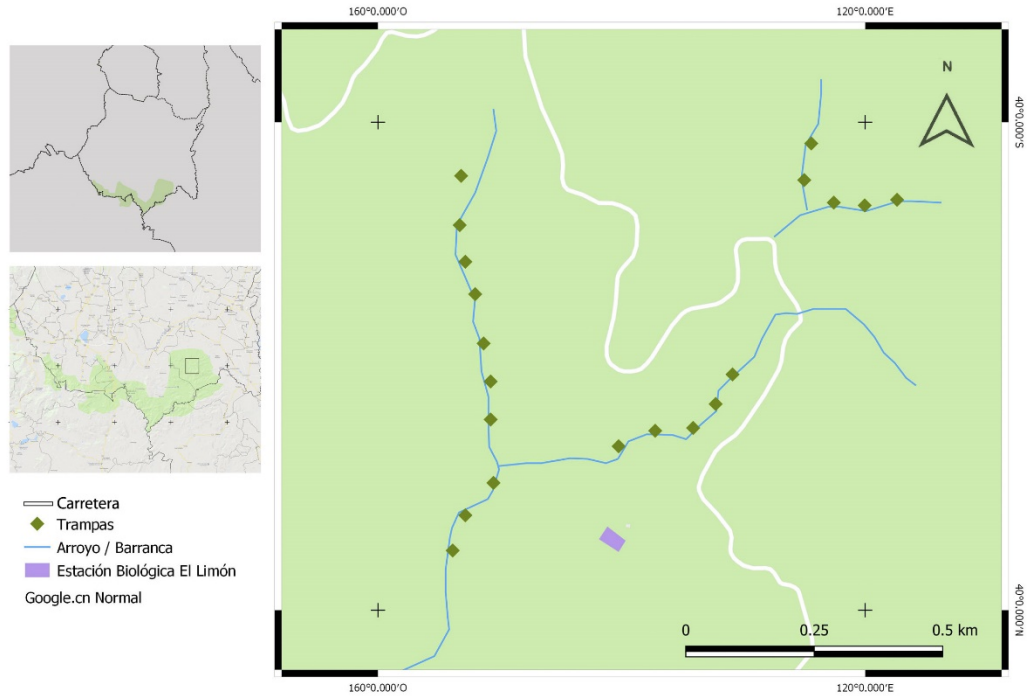 160°0.000'O
120°0.000'E
N
40°0.000'S
Carretera
Trampas
Arroyo / Barranca
Estación Biológica El Limón
Google.cn Normal
40°0.000'N
0
0.25
0.5 km
160°0.000'O
120°0.000'E